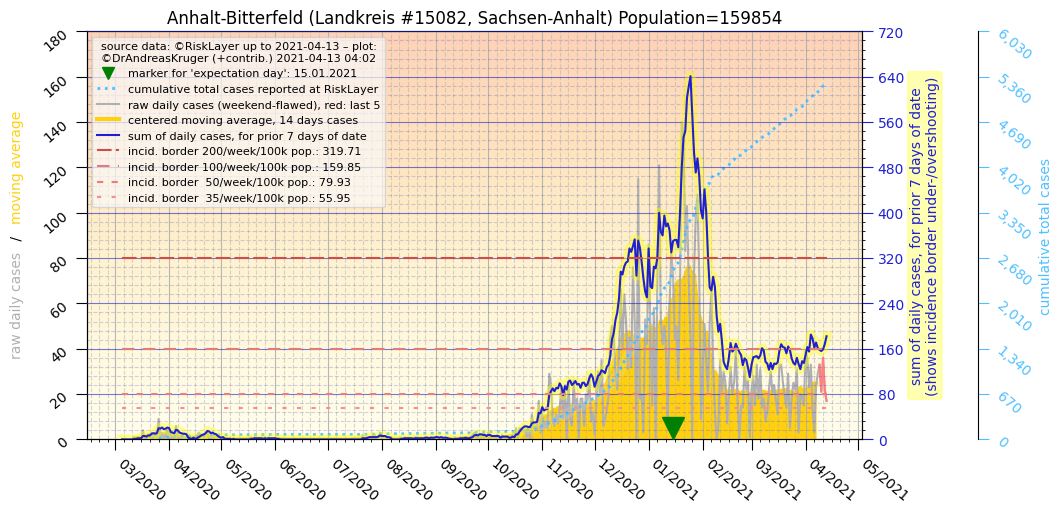 Anhalt-Bitterfeld (Landkreis #15082, Sachsen-Anhalt) Population=159854
source data: ©RiskLayer up to 2021-04-13 – plot:
©DrAndreasKruger (+contrib.) 2021-04-13 04:02
marker for 'expectation day': 15.01.2021
cumulative total cases reported at RiskLayer
raw daily cases (weekend-flawed), red: last 5
centered moving average, 14 days cases
sum of daily cases, for prior 7 days of date
incid. border 200/week/100k pop.: 319.71
incid. border 100/week/100k pop.: 159.85
incid. border  50/week/100k pop.: 79.93
incid. border  35/week/100k pop.: 55.95
raw daily cases  /  moving average
180
160
140
120
100
80
60
40
20
0
720
640
560
480
400
320
240
160
80
0
sum of daily cases, for prior 7 days of date
(shows incidence border under-/overshooting)
6,030
5,360
4,690
4,020
3,350
2,680
2,010
1,340
670
0
cumulative total cases
03/2020
04/2020
05/2020
06/2020
07/2020
08/2020
09/2020
10/2020
11/2020
12/2020
01/2021
02/2021
03/2021
04/2021
05/2021